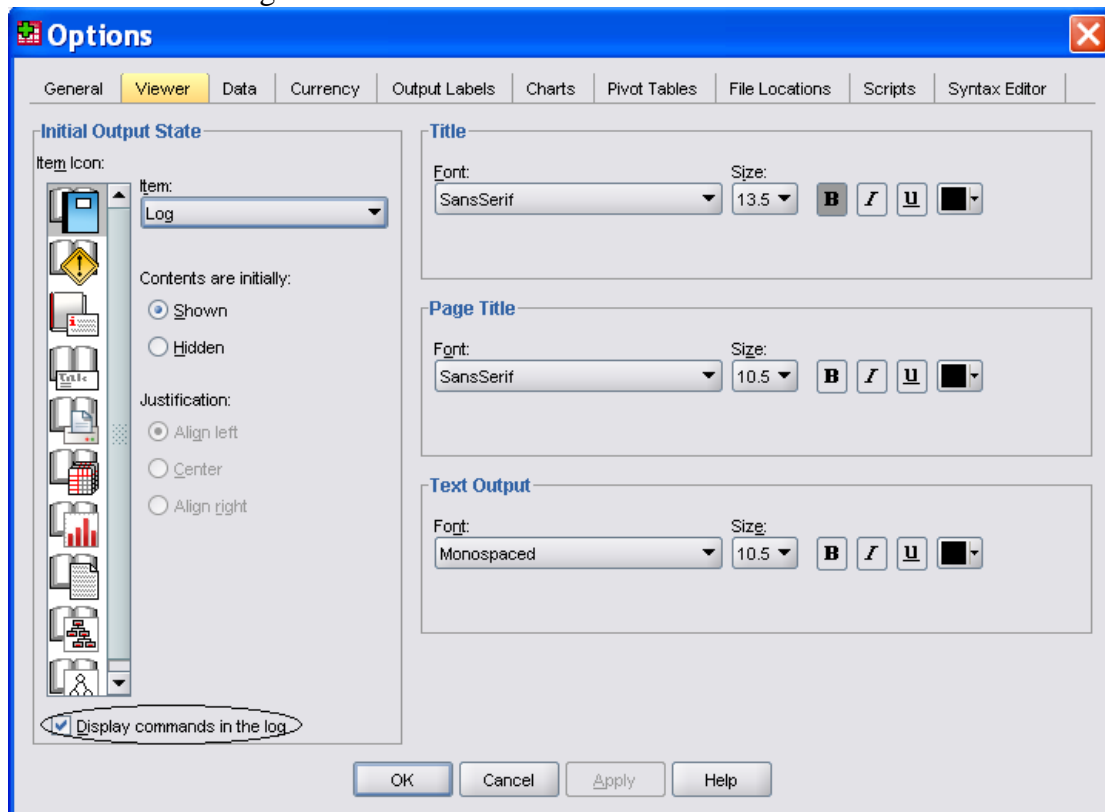 Options
General Viewer Data Currency Output Labels Charts Pivot Tables File Locations Scripts Syntax Editor
Initial Output State
Item Icon:
Item:
Log
Contents are initially:
Shown
Hidden
Justification:
Align left
Center
Align right
Display commands in the log
Title
Font: Size:
SansSerif 13.5 B I U
Page Title
Font: Size:
SansSerif 10.5 B I U
Text Output
Font: Size:
Monospaced 10.5 B I U
OK Cancel Apply Help